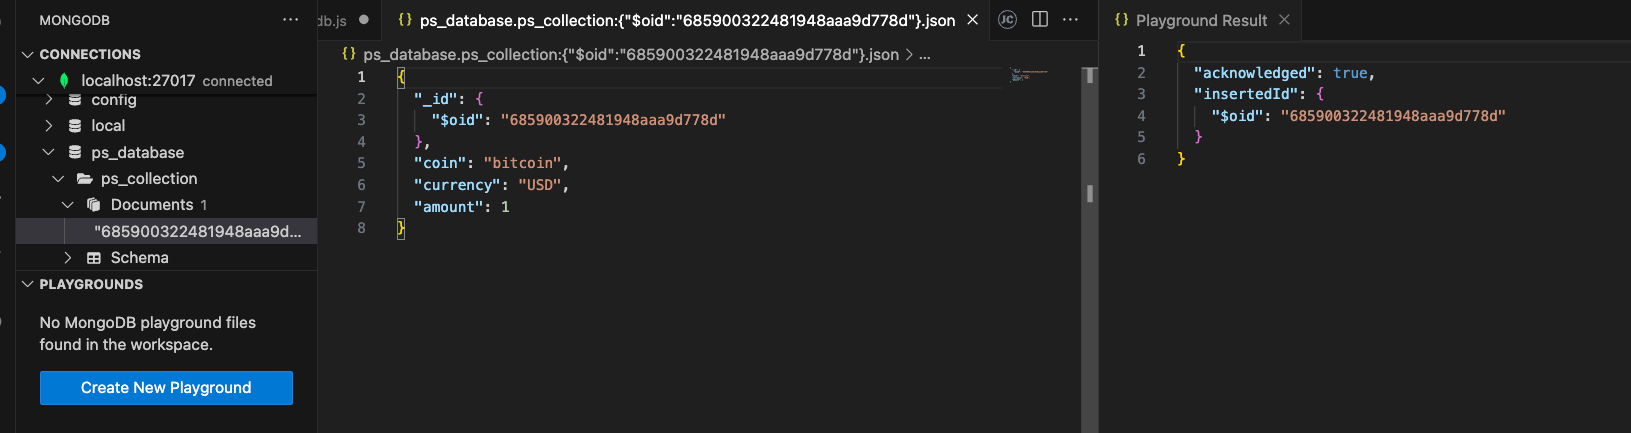 MONGODB
CONNECTIONS
localhost:27017 connected
config
local
ps_database
ps_collection
Documents 1
"685900322481948aaa9d...
Schema
PLAYGROUNDS
No MongoDB playground files
found in the workspace.
Create New Playground
db.js
{} ps_database.ps_collection:{"$oid":"685900322481948aaa9d778d"}.json
JC
{} ps_database.ps_collection:{"$oid":"685900322481948aaa9d778d"}.json > ...
1 {
2 "_id": {
3 "$oid": "685900322481948aaa9d778d"
4 },
5 "coin": "bitcoin",
6 "currency": "USD",
7 "amount": 1
8 }
{} Playground Result
1 {
2 "acknowledged": true,
3 "insertedId": {
4 "$oid": "685900322481948aaa9d778d"
5 }
6 }